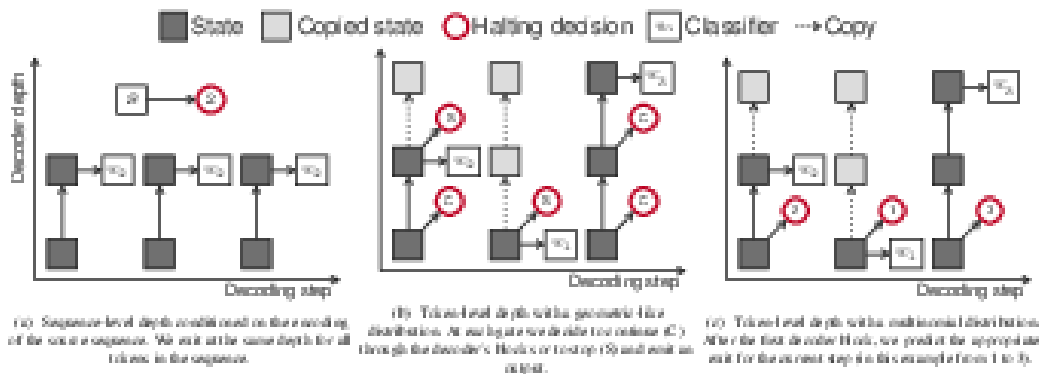 State Copied state Halting decision Classifier Copy
Decoder depth
2
Decoding step
S
C
C
S
C
C
Decoding step
2
1
3
Decoding step
(a) Sequence-level depth conditioned on the encoding
of the source sequence. We exit at the same depth for all
tokens in the sequence.
(b) Token-level depth with a geometric-like
distribution. At each gate we decide to continue (C)
through the decoder's blocks or to stop (S) and emit an
output.
(c) Token-level depth with a multinomial distribution.
After the first decoder block, we predict the appropriate
exit for the current step (in this example from 1 to 3).